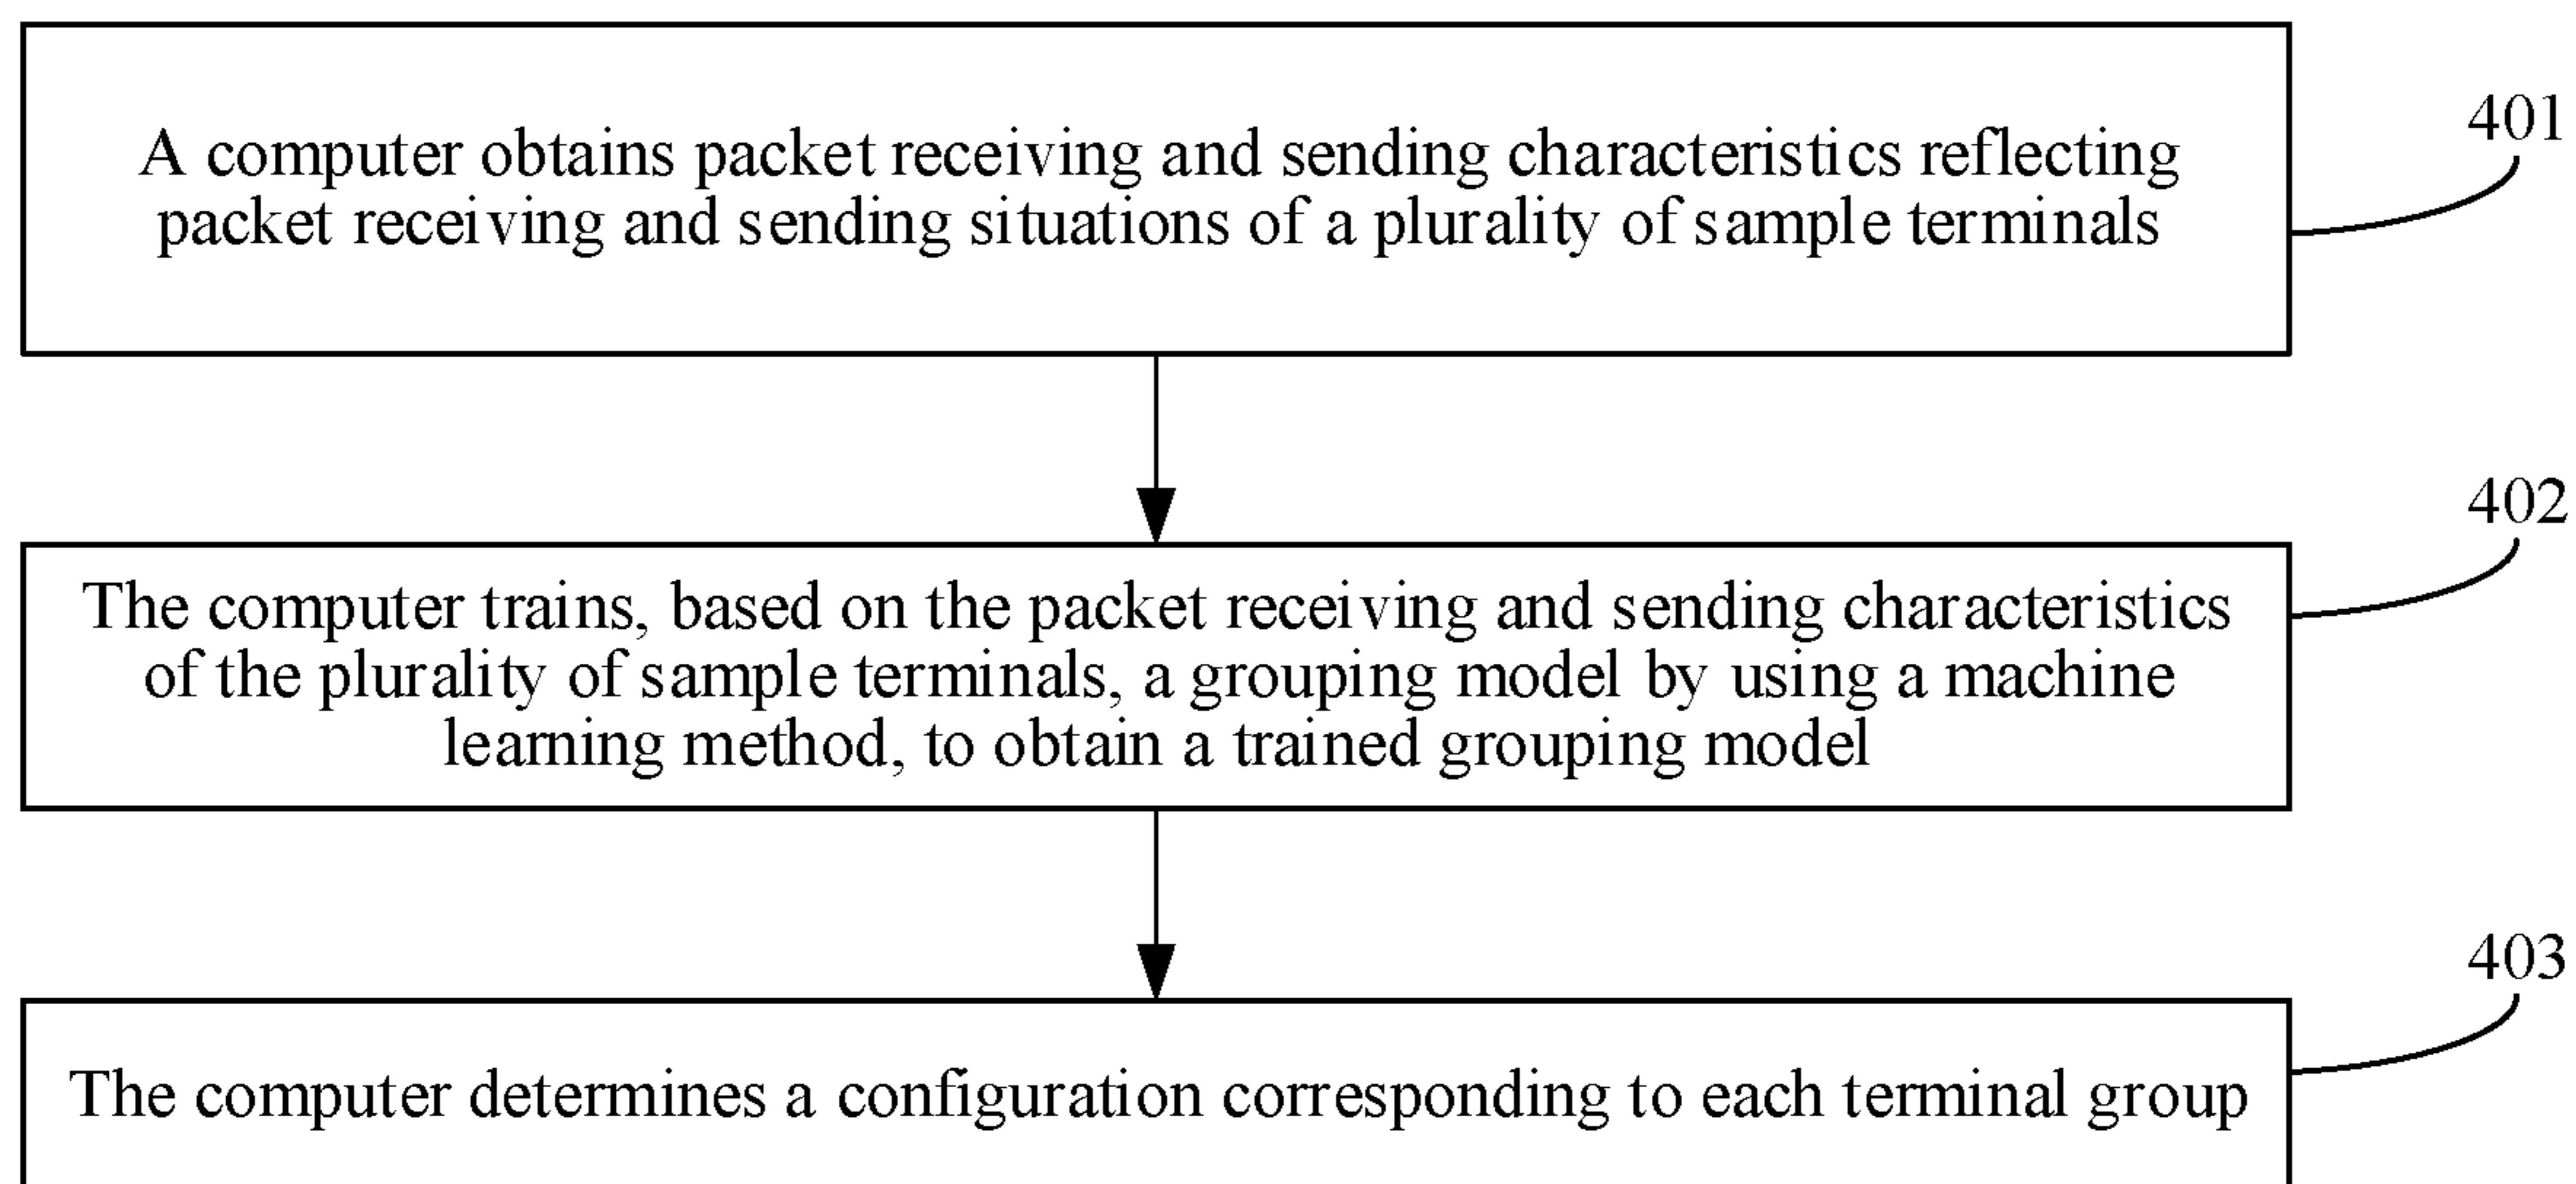 A computer obtains packet receiving and sending characteristics reflecting
packet receiving and sending situations of a plurality of sample terminals
401
The computer trains, based on the packet receiving and sending characteristics
of the plurality of sample terminals, a grouping model by using a machine
learning method, to obtain a trained grouping model
402
The computer determines a configuration corresponding to each terminal group
403